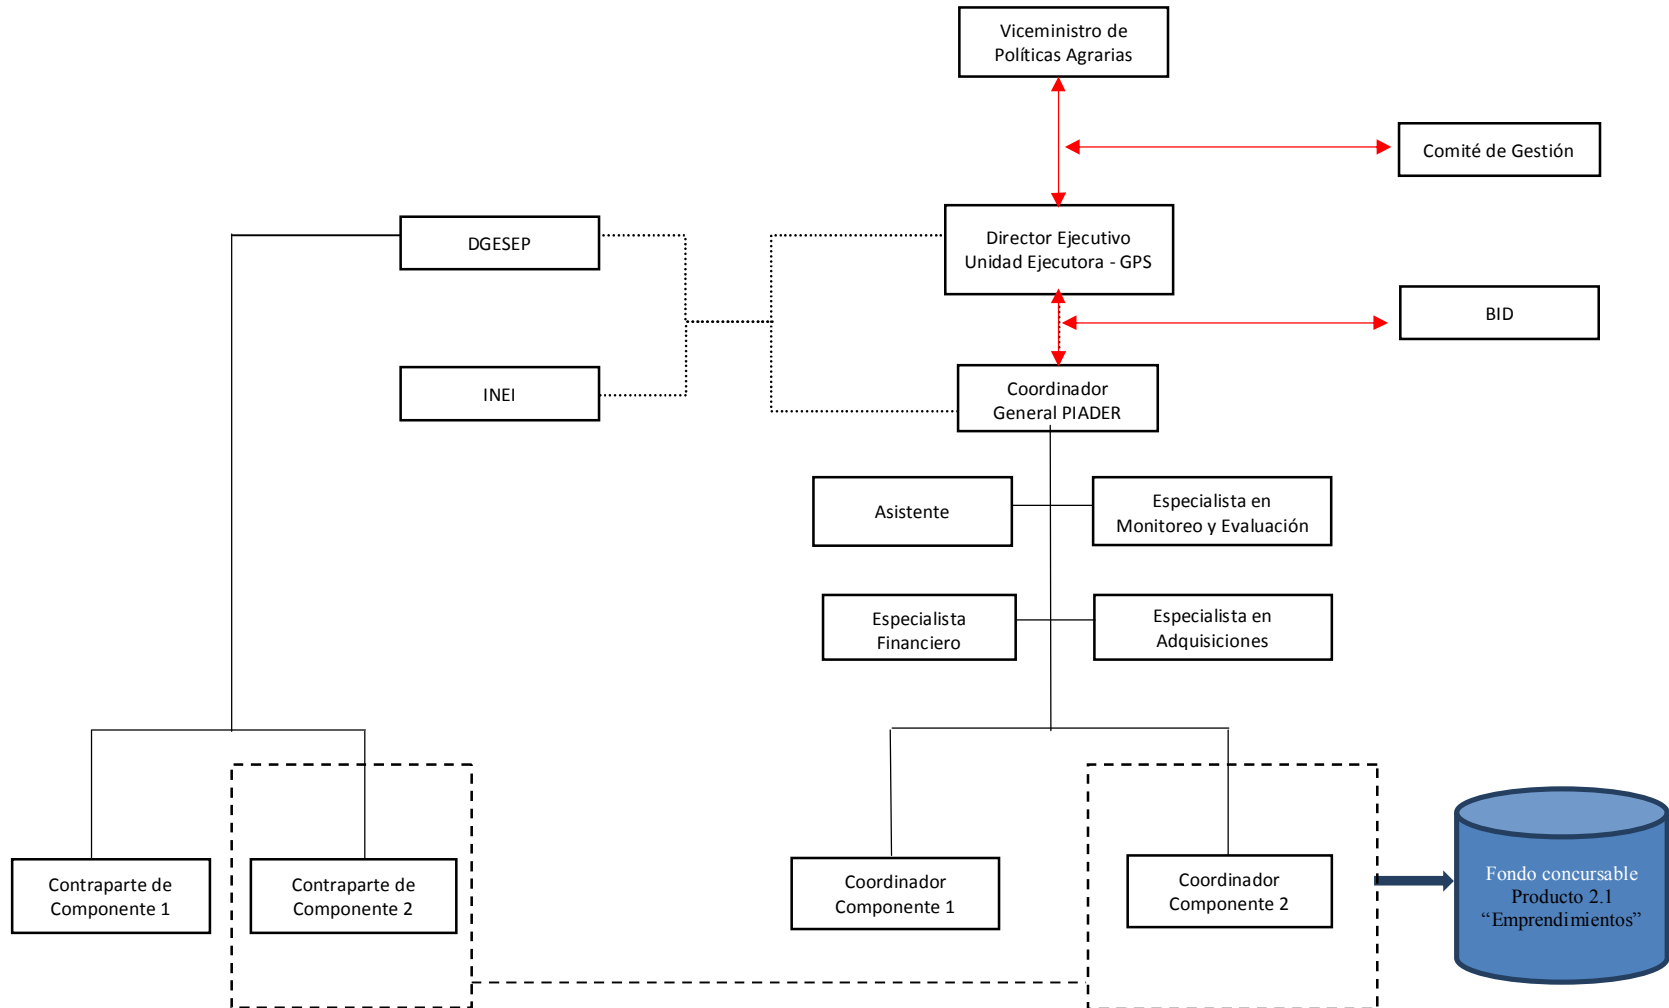 Viceministro de
Políticas Agrarias
Comité de Gestión
DGESEP
Director Ejecutivo
Unidad Ejecutora - GPS
BID
INEI
Coordinador
General PIADER
Asistente
Especialista en
Monitoreo y Evaluación
Especialista
Financiero
Especialista en
Adquisiciones
Contraparte de
Componente 1
Contraparte de
Componente 2
Coordinador
Componente 1
Coordinador
Componente 2
Fondo concursable
Producto 2.1
“Emprendimientos”